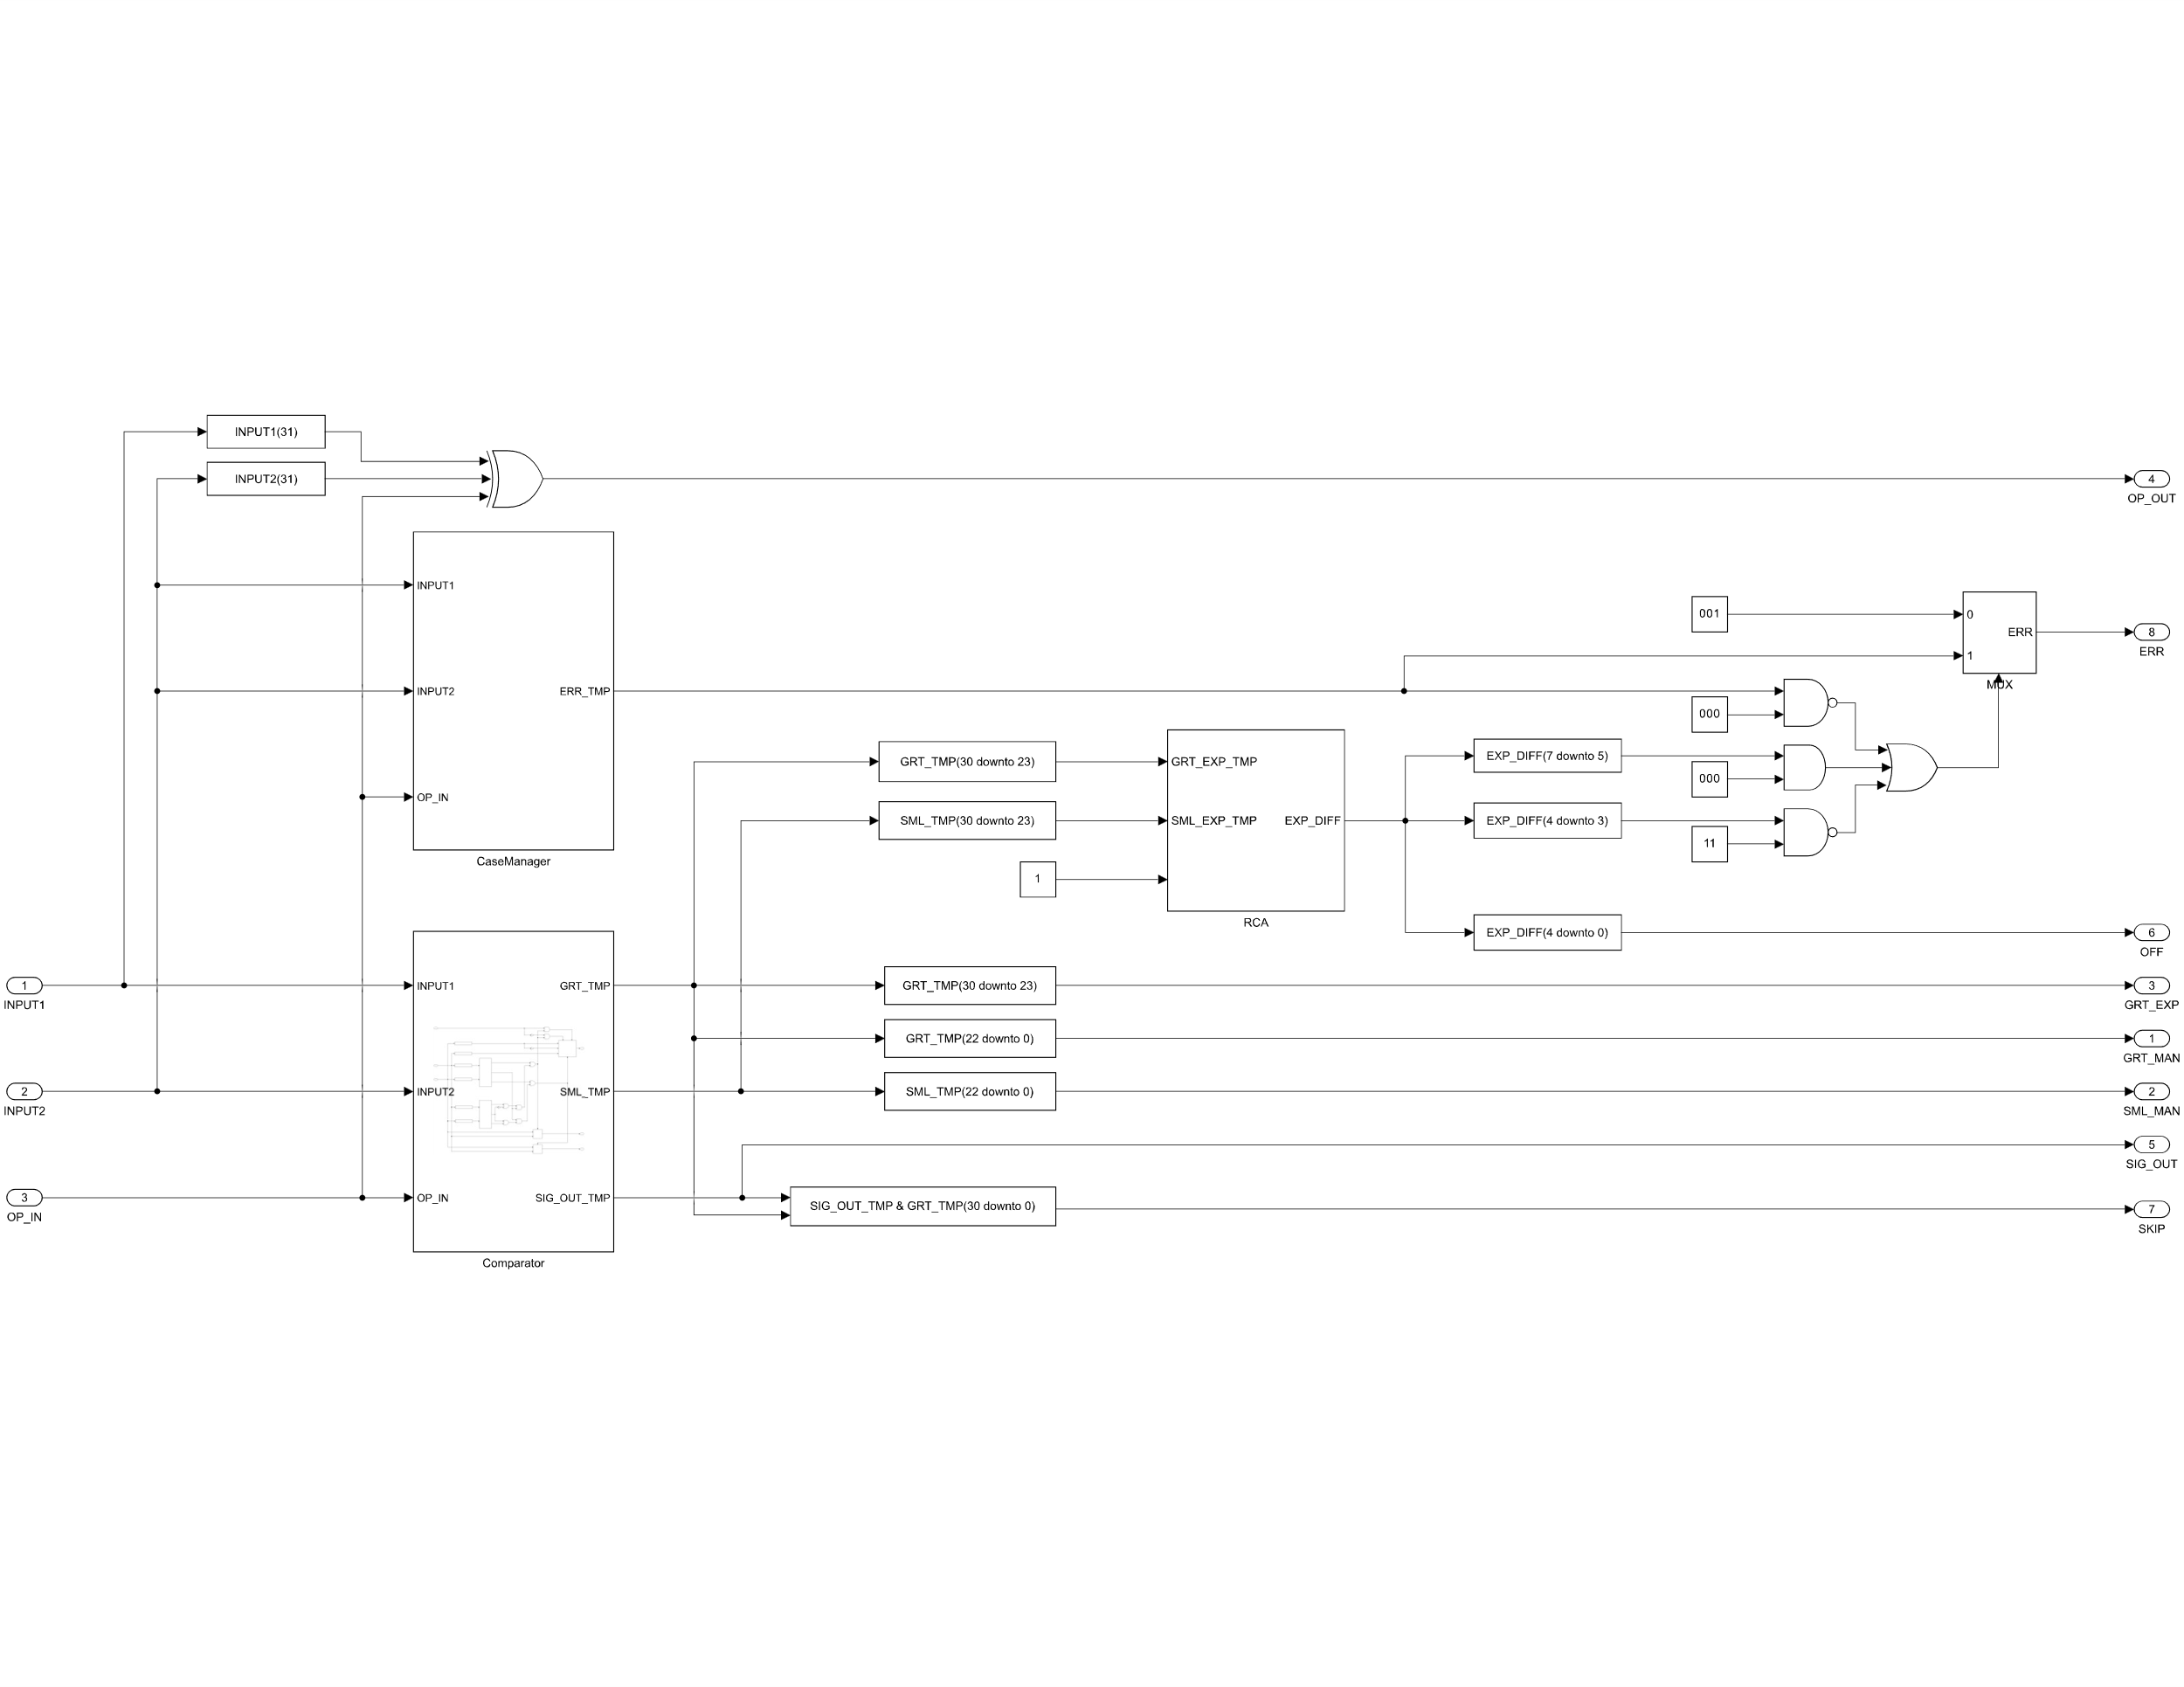 INPUT1(31)
INPUT2(31)
4
OP_OUT
INPUT1
INPUT2
ERR_TMP
OP_IN
CaseManager
001
0
ERR
1
MUX
8
ERR
000
GRT_TMP(30 downto 23)
GRT_EXP_TMP
EXP_DIFF(7 downto 5)
000
SML_TMP(30 downto 23)
SML_EXP_TMP
EXP_DIFF
EXP_DIFF(4 downto 3)
11
1
RCA
EXP_DIFF(4 downto 0)
6
OFF
1
INPUT1
INPUT1
GRT_TMP
GRT_TMP(30 downto 23)
3
GRT_EXP
GRT_TMP(22 downto 0)
1
GRT_MAN
2
INPUT2
INPUT2
SML_TMP
SML_TMP(22 downto 0)
2
SML_MAN
5
SIG_OUT
3
OP_IN
OP_IN
SIG_OUT_TMP
SIG_OUT_TMP & GRT_TMP(30 downto 0)
7
SKIP
Comparator